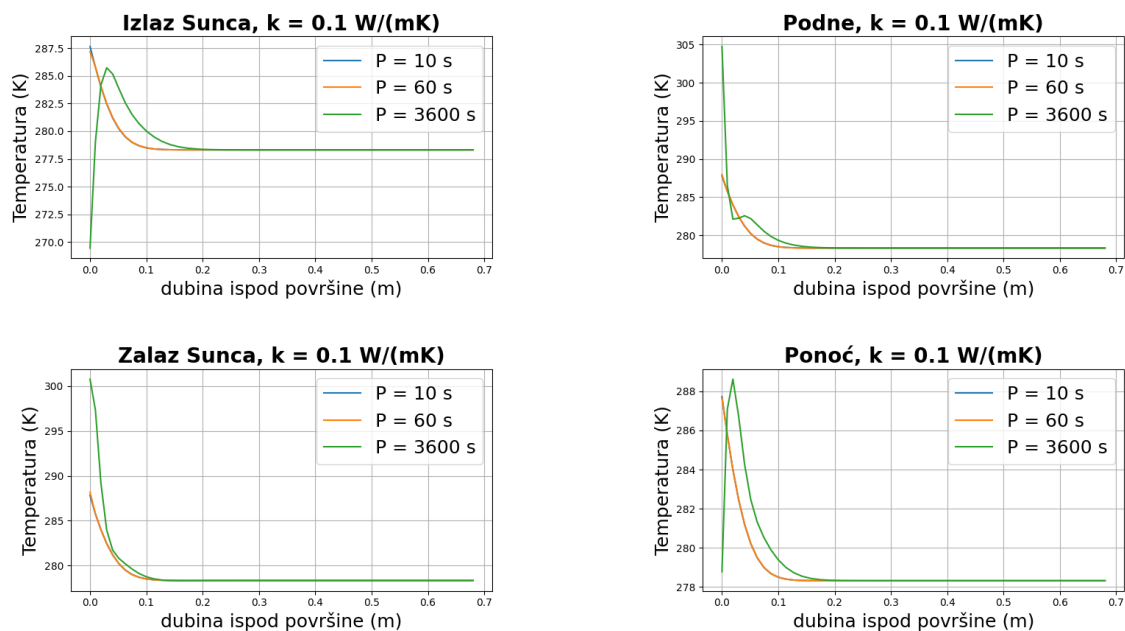 Izlaz Sunca, k = 0.1 W/(mK)
Temperatura (K)
287.5
285.0
282.5
280.0
277.5
275.0
272.5
270.0
P = 10 s
P = 60 s
P = 3600 s
0.0 0.1 0.2 0.3 0.4 0.5 0.6 0.7
dubina ispod površine (m)
Podne, k = 0.1 W/(mK)
Temperatura (K)
305
300
295
290
285
280
P = 10 s
P = 60 s
P = 3600 s
0.0 0.1 0.2 0.3 0.4 0.5 0.6 0.7
dubina ispod površine (m)
Zalaz Sunca, k = 0.1 W/(mK)
Temperatura (K)
300
295
290
285
280
P = 10 s
P = 60 s
P = 3600 s
0.0 0.1 0.2 0.3 0.4 0.5 0.6 0.7
dubina ispod površine (m)
Ponoć, k = 0.1 W/(mK)
Temperatura (K)
288
286
284
282
280
278
P = 10 s
P = 60 s
P = 3600 s
0.0 0.1 0.2 0.3 0.4 0.5 0.6 0.7
dubina ispod površine (m)